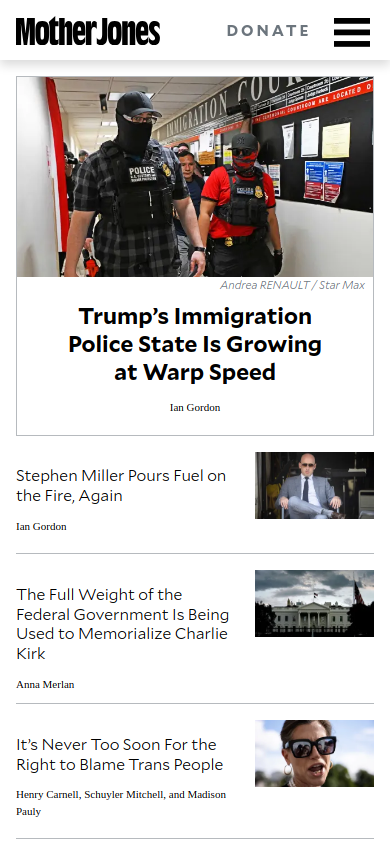 Mother Jones
DONATE
IMMIGRATION COUR
POLICE
Andrea RENAULT / Star Max
Trump’s Immigration
Police State Is Growing
at Warp Speed
Ian Gordon
Stephen Miller Pours Fuel on
the Fire, Again
Ian Gordon
The Full Weight of the
Federal Government Is Being
Used to Memorialize Charlie
Kirk
Anna Merlan
It’s Never Too Soon For the
Right to Blame Trans People
Henry Carnell, Schuyler Mitchell, and Madison
Pauly